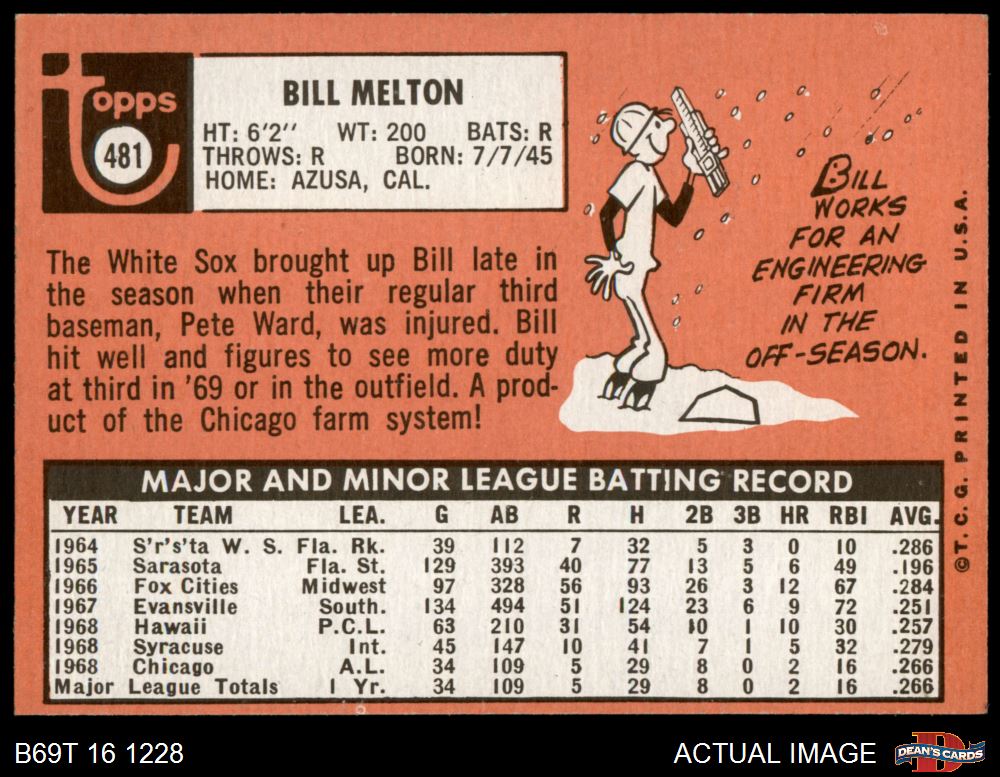 Topps
481
BILL MELTON
HT: 6'2" WT: 200 BATS: R
THROWS: R BORN: 7/7/45
HOME: AZUSA, CAL.
The White Sox brought up Bill late in
the season when their regular third
baseman, Pete Ward, was injured. Bill
hit well and figures to see more duty
at third in '69 or in the outfield. A prod-
uct of the Chicago farm system!
BILL
WORKS
FOR AN
ENGINEERING
FIRM
IN THE
OFF-SEASON.
©T. C. G. PRINTED IN U.S.A.
MAJOR AND MINOR LEAGUE BATTING RECORD
YEAR TEAM LEA. G AB R H 2B 3B HR RBI AVG.
1964 S'r's'ta W. S. Fla. Rk. 39 112 7 32 5 3 0 10 .286
1965 Sarasota Fla. St. 129 393 40 77 13 5 6 49 .196
1966 Fox Cities Midwest 97 328 56 93 26 3 12 67 .284
1967 Evansville South. 134 494 51 124 23 6 9 72 .251
1968 Hawaii P.C.L. 63 210 31 54 10 1 10 30 .257
1968 Syracuse Int. 45 147 10 41 7 1 5 32 .279
1968 Chicago A.L. 34 109 5 29 8 0 2 16 .266
Major League Totals 1 Yr. 34 109 5 29 8 0 2 16 .266
B69T 16 1228
ACTUAL IMAGE
D
DEAN'S CARDS